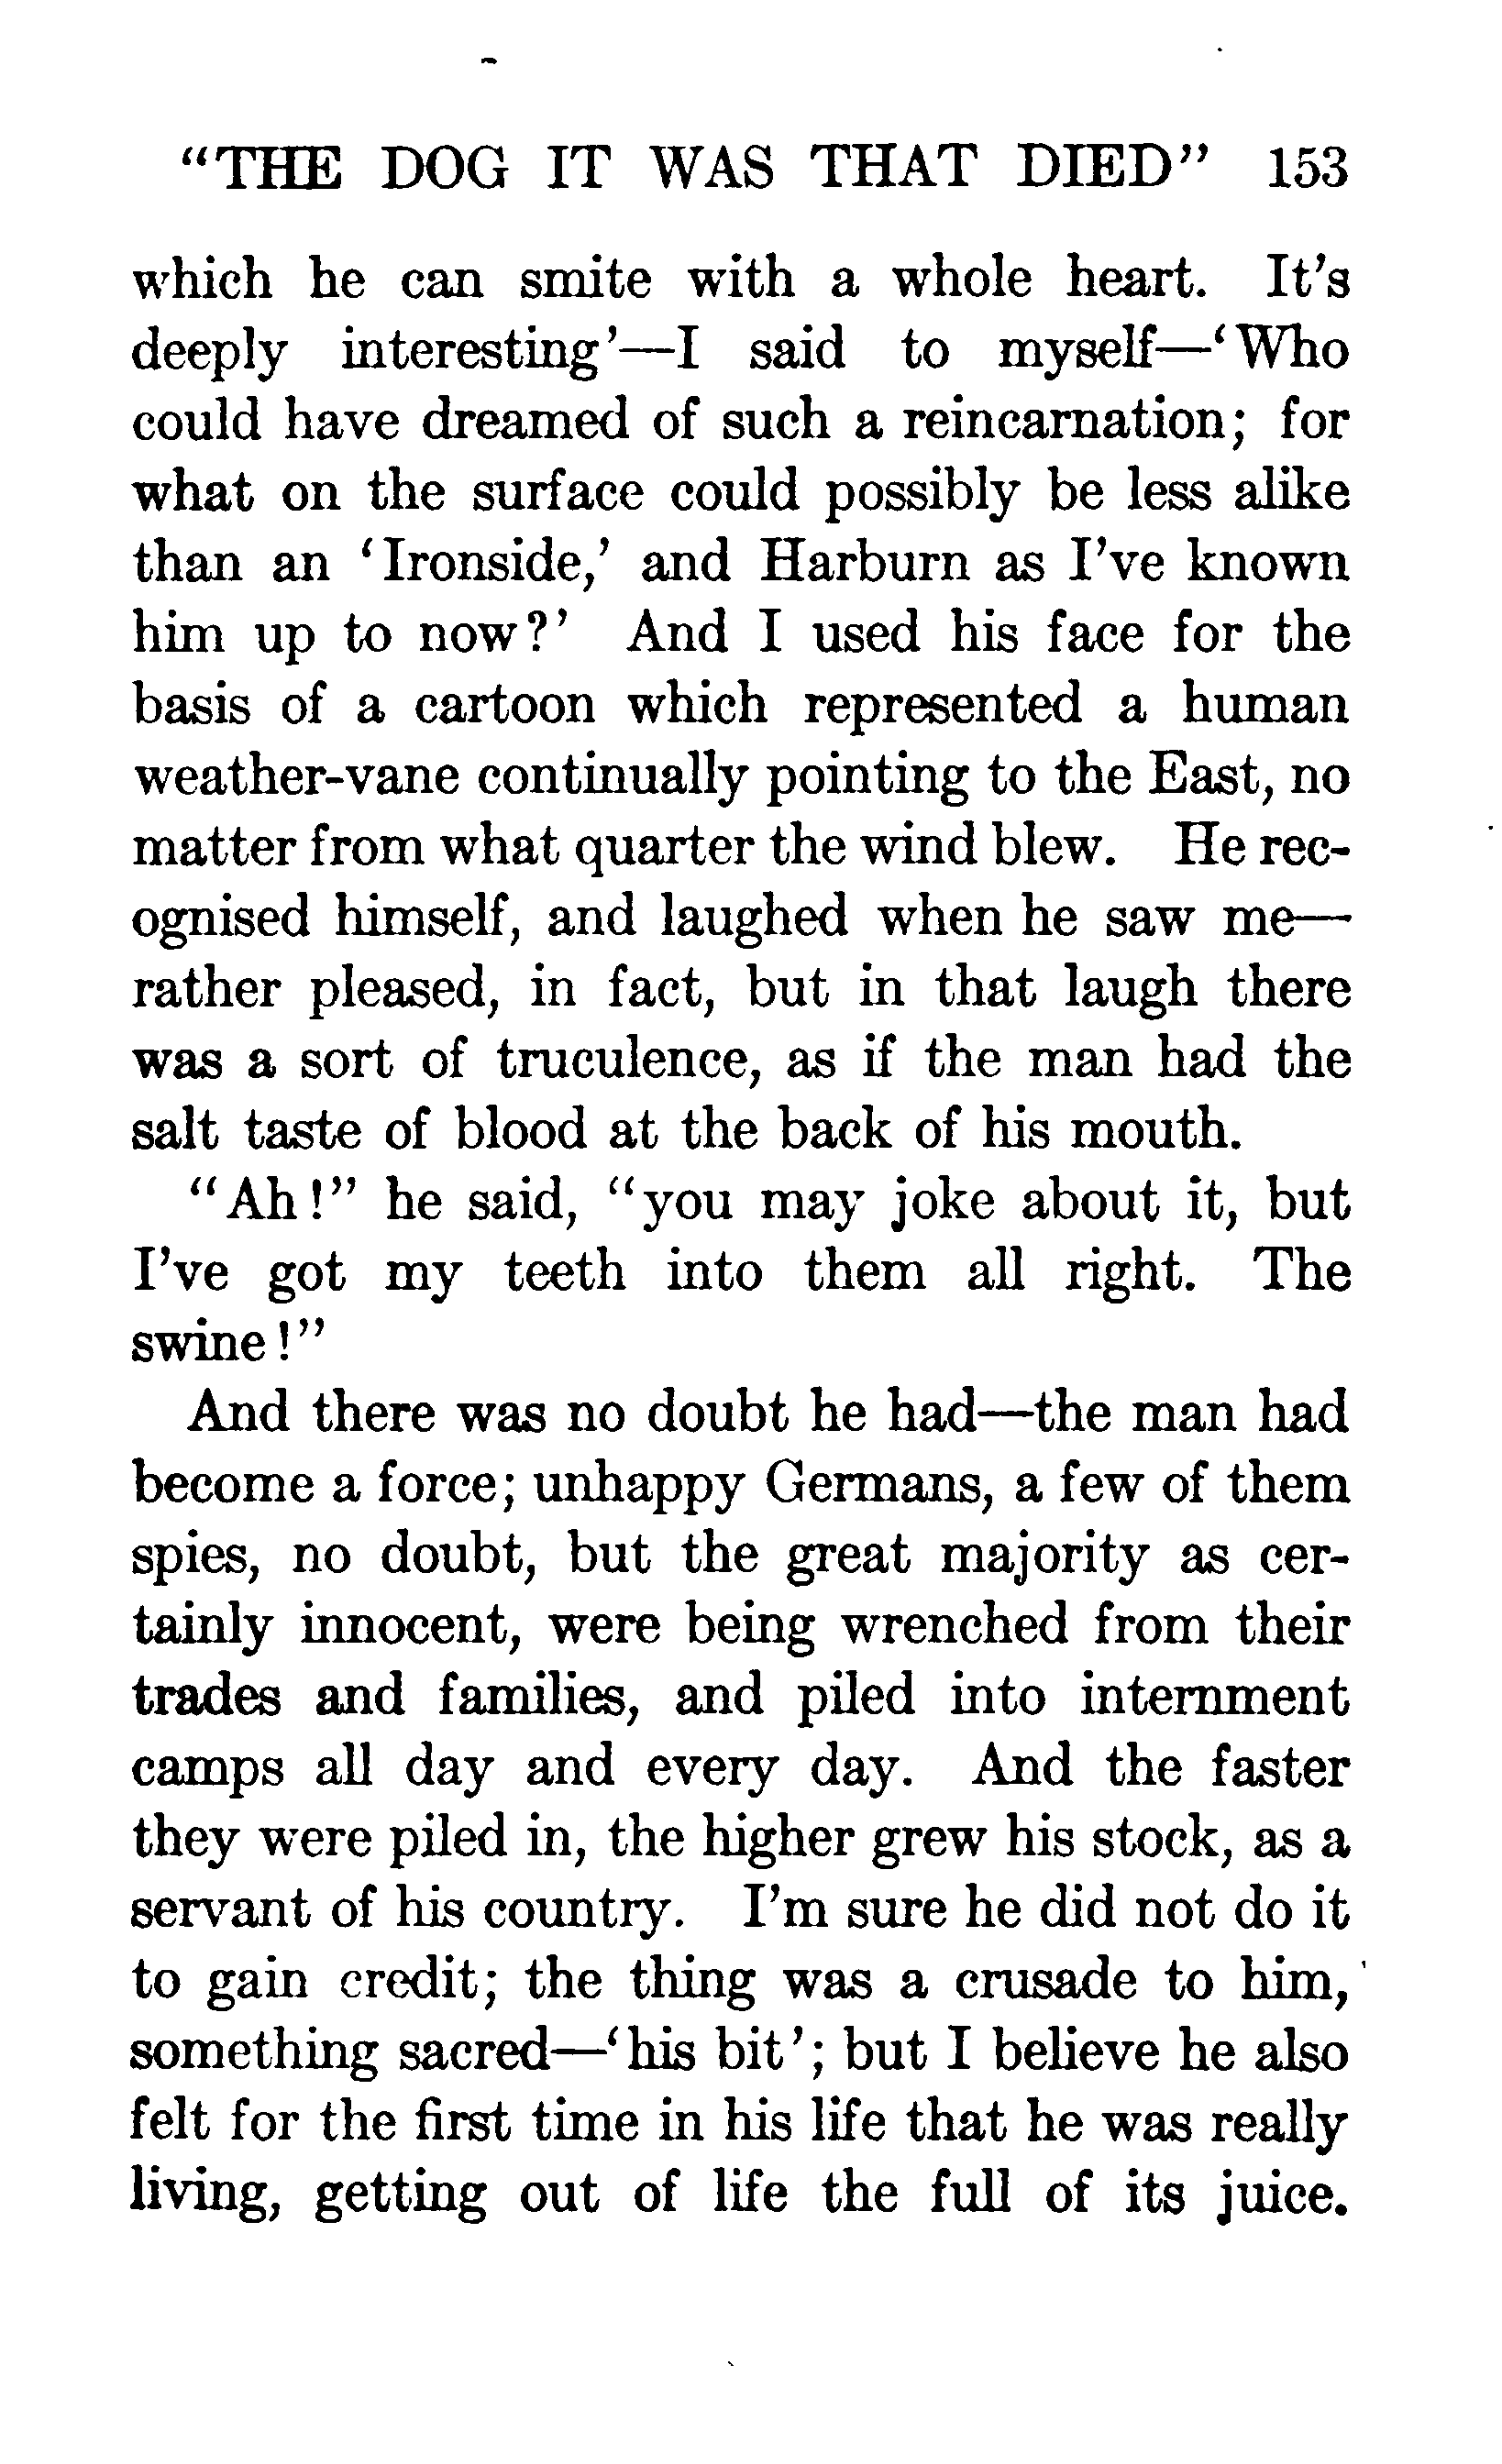 “THE DOG IT WAS THAT DIED” 153
which he can smite with a whole heart. It’s
deeply interesting’—I said to myself—‘Who
could have dreamed of such a reincarnation; for
what on the surface could possibly be less alike
than an ‘Ironside,’ and Harburn as I’ve known
him up to now?’ And I used his face for the
basis of a cartoon which represented a human
weather-vane continually pointing to the East, no
matter from what quarter the wind blew. He rec-
ognised himself, and laughed when he saw me—
rather pleased, in fact, but in that laugh there
was a sort of truculence, as if the man had the
salt taste of blood at the back of his mouth.
“Ah!” he said, “you may joke about it, but
I’ve got my teeth into them all right. The
swine!”
And there was no doubt he had—the man had
become a force; unhappy Germans, a few of them
spies, no doubt, but the great majority as cer-
tainly innocent, were being wrenched from their
trades and families, and piled into internment
camps all day and every day. And the faster
they were piled in, the higher grew his stock, as a
servant of his country. I’m sure he did not do it
to gain credit; the thing was a crusade to him,
something sacred—‘his bit’; but I believe he also
felt for the first time in his life that he was really
living, getting out of life the full of its juice.